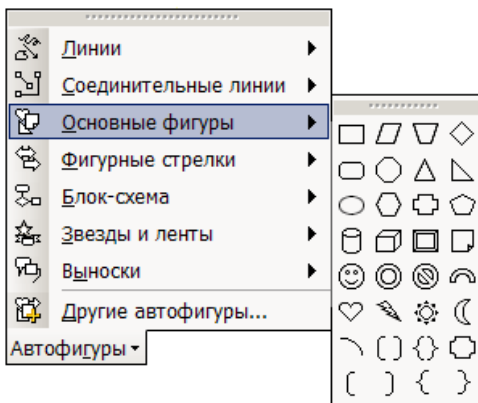 Линии
Соединительные линии
Основные фигуры
Фигурные стрелки
Блок-схема
Звезды и ленты
Выноски
Другие автофигуры...
Автофигуры